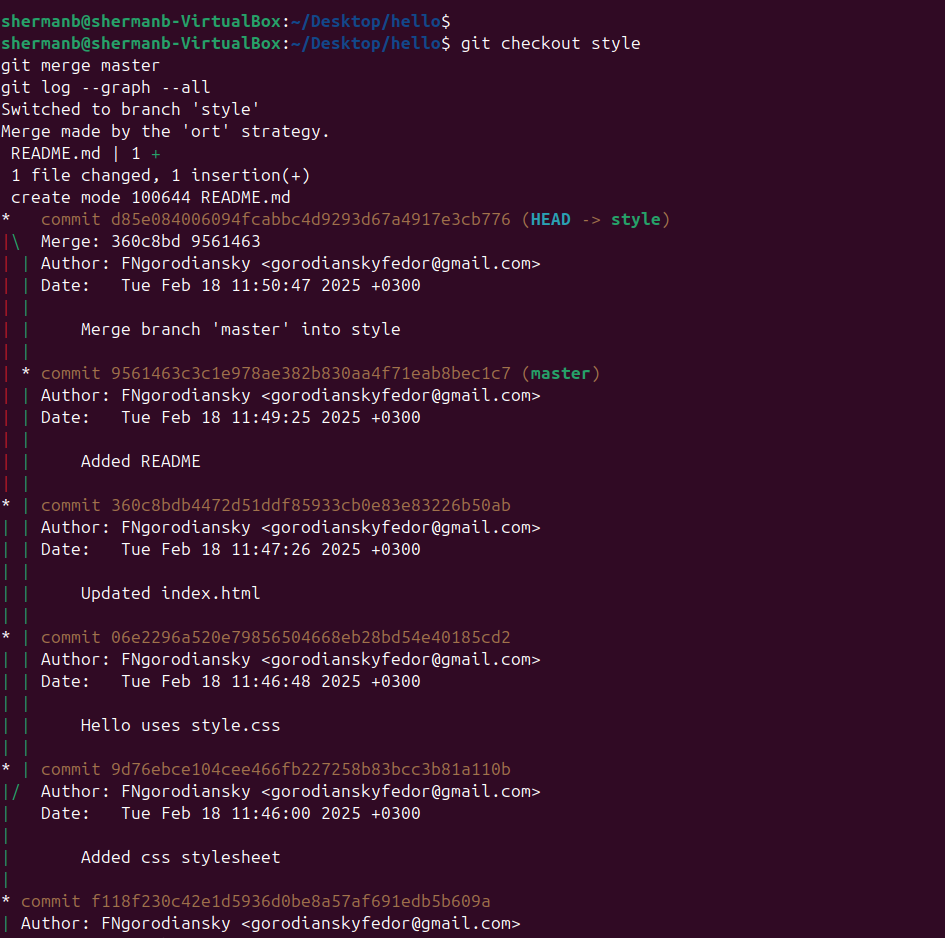 shermanb@shermanb-VirtualBox:~/Desktop/hello$
shermanb@shermanb-VirtualBox:~/Desktop/hello$ git checkout style
git merge master
git log --graph --all
Switched to branch 'style'
Merge made by the 'ort' strategy.
 README.md | 1 +
 1 file changed, 1 insertion(+)
 create mode 100644 README.md
*   commit d85e084006094fcabbc4d9293d67a4917e3cb776 (HEAD -> style)
|\  Merge: 360c8bd 9561463
| | Author: FNgorodiansky <gorodianskyfedor@gmail.com>
| | Date:   Tue Feb 18 11:50:47 2025 +0300
| |
| |     Merge branch 'master' into style
| |
| * commit 9561463c3c1e978ae382b830aa4f71eab8bec1c7 (master)
| | Author: FNgorodiansky <gorodianskyfedor@gmail.com>
| | Date:   Tue Feb 18 11:49:25 2025 +0300
| |
| |     Added README
| |
* | commit 360c8bdb4472d51ddf85933cb0e83e83226b50ab
| | Author: FNgorodiansky <gorodianskyfedor@gmail.com>
| | Date:   Tue Feb 18 11:47:26 2025 +0300
| |
| |     Updated index.html
| |
* | commit 06e2296a520e79856504668eb28bd54e40185cd2
| | Author: FNgorodiansky <gorodianskyfedor@gmail.com>
| | Date:   Tue Feb 18 11:46:48 2025 +0300
| |
| |     Hello uses style.css
| |
* | commit 9d76ebce104cee466fb227258b83bcc3b81a110b
|/  Author: FNgorodiansky <gorodianskyfedor@gmail.com>
|   Date:   Tue Feb 18 11:46:00 2025 +0300
|
|       Added css stylesheet
|
* commit f118f230c42e1d5936d0be8a57af691edb5b609a
| Author: FNgorodiansky <gorodianskyfedor@gmail.com>